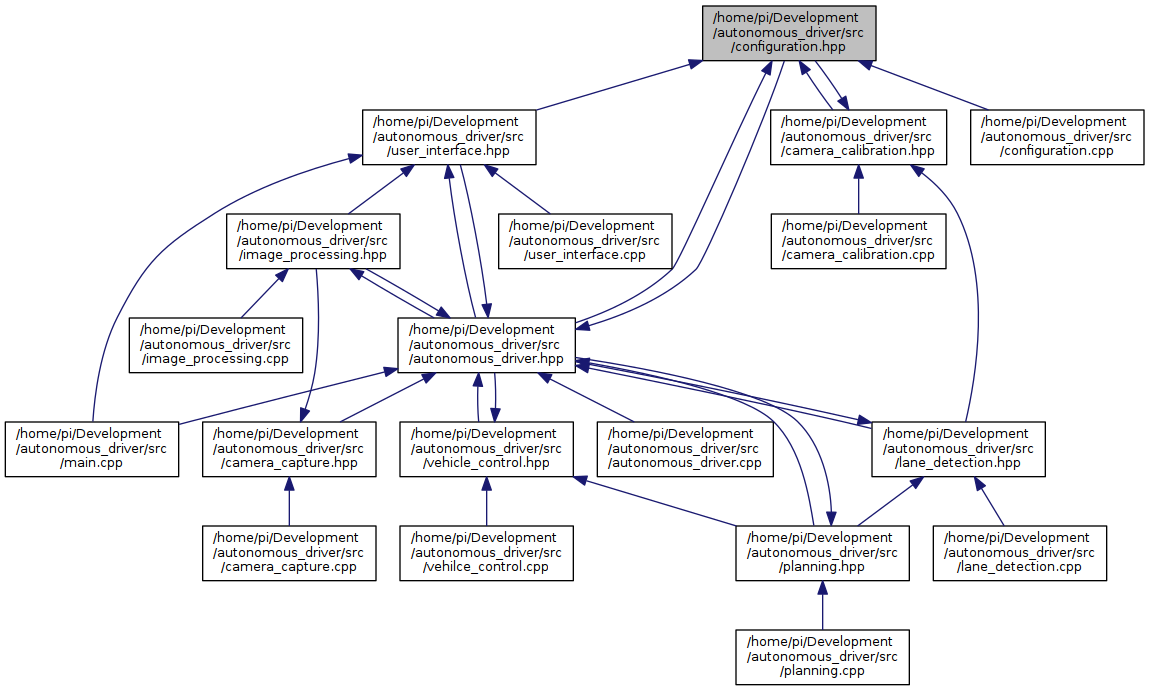 /home/pi/Development
/autonomous_driver/src
/configuration.hpp
/home/pi/Development
/autonomous_driver/src
/user_interface.hpp
/home/pi/Development
/autonomous_driver/src
/camera_calibration.hpp
/home/pi/Development
/autonomous_driver/src
/configuration.cpp
/home/pi/Development
/autonomous_driver/src
/image_processing.hpp
/home/pi/Development
/autonomous_driver/src
/user_interface.cpp
/home/pi/Development
/autonomous_driver/src
/camera_calibration.cpp
/home/pi/Development
/autonomous_driver/src
/image_processing.cpp
/home/pi/Development
/autonomous_driver/src
/autonomous_driver.hpp
/home/pi/Development
/autonomous_driver/src
/main.cpp
/home/pi/Development
/autonomous_driver/src
/camera_capture.hpp
/home/pi/Development
/autonomous_driver/src
/vehicle_control.hpp
/home/pi/Development
/autonomous_driver/src
/autonomous_driver.cpp
/home/pi/Development
/autonomous_driver/src
/lane_detection.hpp
/home/pi/Development
/autonomous_driver/src
/camera_capture.cpp
/home/pi/Development
/autonomous_driver/src
/vehilce_control.cpp
/home/pi/Development
/autonomous_driver/src
/planning.hpp
/home/pi/Development
/autonomous_driver/src
/lane_detection.cpp
/home/pi/Development
/autonomous_driver/src
/planning.cpp